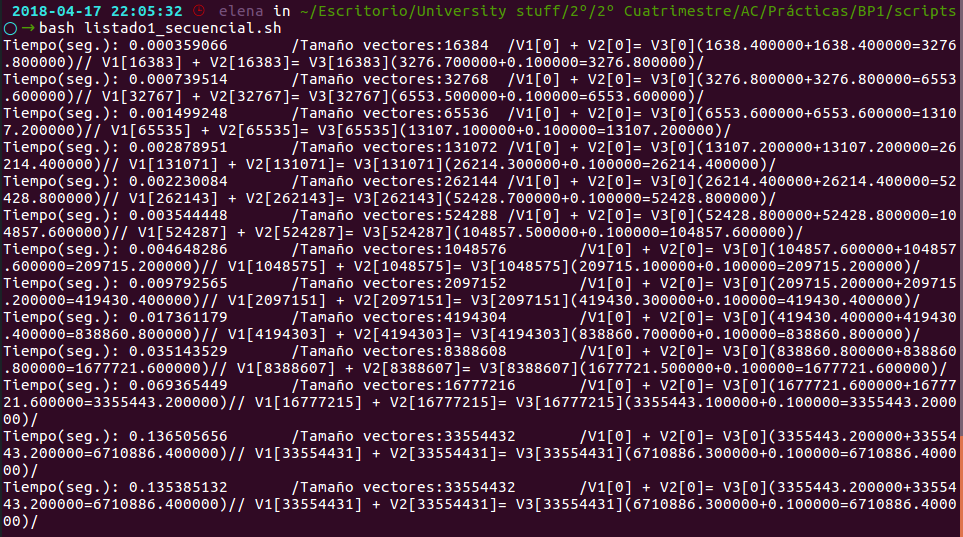 2018-04-17 22:05:32 elena in ~/Escritorio/University stuff/2º/2º Cuatrimestre/AC/Prácticas/BP1/scripts
→bash listado1_secuencial.sh
Tiempo(seg.): 0.000359066 /Tamaño vectores:16384 /V1[0] + V2[0]= V3[0](1638.400000+1638.400000=3276
.800000)// V1[16383] + V2[16383]= V3[16383](3276.700000+0.100000=3276.800000)/
Tiempo(seg.): 0.000739514 /Tamaño vectores:32768 /V1[0] + V2[0]= V3[0](3276.800000+3276.800000=6553
.600000)// V1[32767] + V2[32767]= V3[32767](6553.500000+0.100000=6553.600000)/
Tiempo(seg.): 0.001499248 /Tamaño vectores:65536 /V1[0] + V2[0]= V3[0](6553.600000+6553.600000=1310
7.200000)// V1[65535] + V2[65535]= V3[65535](13107.100000+0.100000=13107.200000)/
Tiempo(seg.): 0.002878951 /Tamaño vectores:131072 /V1[0] + V2[0]= V3[0](13107.200000+13107.200000=26
214.400000)// V1[131071] + V2[131071]= V3[131071](26214.300000+0.100000=26214.400000)/
Tiempo(seg.): 0.002230084 /Tamaño vectores:262144 /V1[0] + V2[0]= V3[0](26214.400000+26214.400000=52
428.800000)// V1[262143] + V2[262143]= V3[262143](52428.700000+0.100000=52428.800000)/
Tiempo(seg.): 0.003544448 /Tamaño vectores:524288 /V1[0] + V2[0]= V3[0](52428.800000+52428.800000=10
4857.600000)// V1[524287] + V2[524287]= V3[524287](104857.500000+0.100000=104857.600000)/
Tiempo(seg.): 0.004648286 /Tamaño vectores:1048576 /V1[0] + V2[0]= V3[0](104857.600000+104857
.600000=209715.200000)// V1[1048575] + V2[1048575]= V3[1048575](209715.100000+0.100000=209715.200000)/
Tiempo(seg.): 0.009792565 /Tamaño vectores:2097152 /V1[0] + V2[0]= V3[0](209715.200000+209715
.200000=419430.400000)// V1[2097151] + V2[2097151]= V3[2097151](419430.300000+0.100000=419430.400000)/
Tiempo(seg.): 0.017361179 /Tamaño vectores:4194304 /V1[0] + V2[0]= V3[0](419430.400000+419430
.400000=838860.800000)// V1[4194303] + V2[4194303]= V3[4194303](838860.700000+0.100000=838860.800000)/
Tiempo(seg.): 0.035143529 /Tamaño vectores:8388608 /V1[0] + V2[0]= V3[0](838860.800000+838860
.800000=1677721.600000)// V1[8388607] + V2[8388607]= V3[8388607](1677721.500000+0.100000=1677721.600000)/
Tiempo(seg.): 0.069365449 /Tamaño vectores:16777216 /V1[0] + V2[0]= V3[0](1677721.600000+16777
21.600000=3355443.200000)// V1[16777215] + V2[16777215]= V3[16777215](3355443.100000+0.100000=3355443.2000
00)/
Tiempo(seg.): 0.136505656 /Tamaño vectores:33554432 /V1[0] + V2[0]= V3[0](3355443.200000+33554
43.200000=6710886.400000)// V1[33554431] + V2[33554431]= V3[33554431](6710886.300000+0.100000=6710886.4000
00)/
Tiempo(seg.): 0.135385132 /Tamaño vectores:33554432 /V1[0] + V2[0]= V3[0](3355443.200000+33554
43.200000=6710886.400000)// V1[33554431] + V2[33554431]= V3[33554431](6710886.300000+0.100000=6710886.4000
00)/